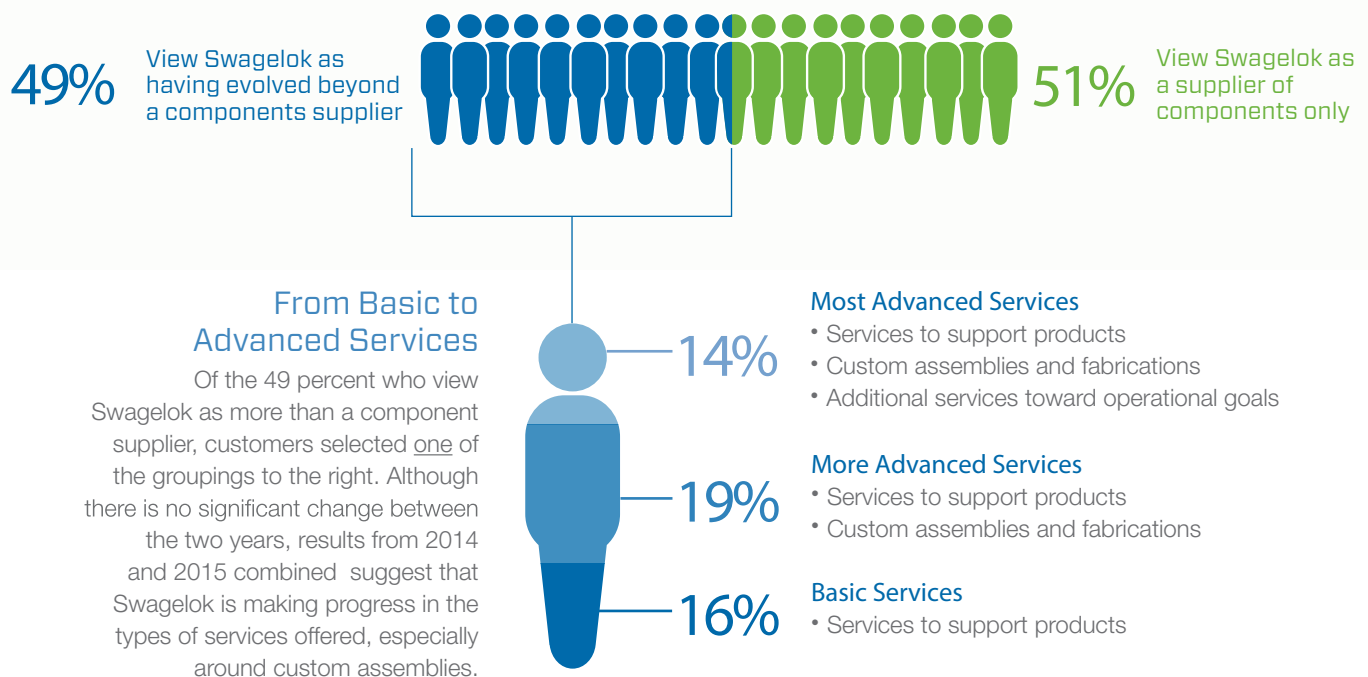 49%
View Swagelok as
having evolved beyond
a components supplier
51%
View Swagelok as
a supplier of
components only
From Basic to
Advanced Services
Of the 49 percent who view
Swagelok as more than a component
supplier, customers selected one of
the groupings to the right. Although
there is no significant change between
the two years, results from 2014
and 2015 combined  suggest that
Swagelok is making progress in the
types of services offered, especially
around custom assemblies.
14%
Most Advanced Services
• Services to support products
• Custom assemblies and fabrications
• Additional services toward operational goals
19%
More Advanced Services
• Services to support products
• Custom assemblies and fabrications
16%
Basic Services
• Services to support products